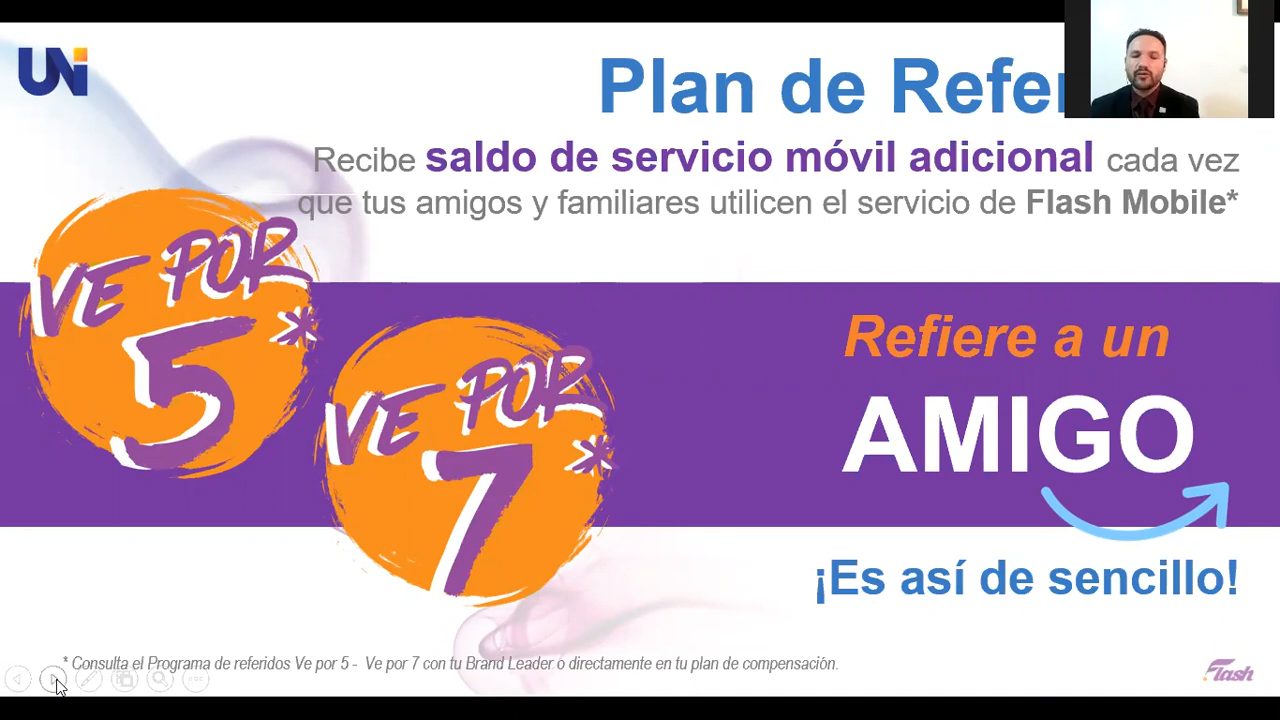 UNi
Plan de Refer
Recibe saldo de servicio móvil adicional cada vez
que tus amigos y familiares utilicen el servicio de Flash Mobile*
VE POR
5*
VE POR
7*
Refiere a un
AMIGO
¡Es así de sencillo!
* Consulta el Programa de referidos Ve por 5 - Ve por 7 con tu Brand Leader o directamente en tu plan de compensación.
Flash